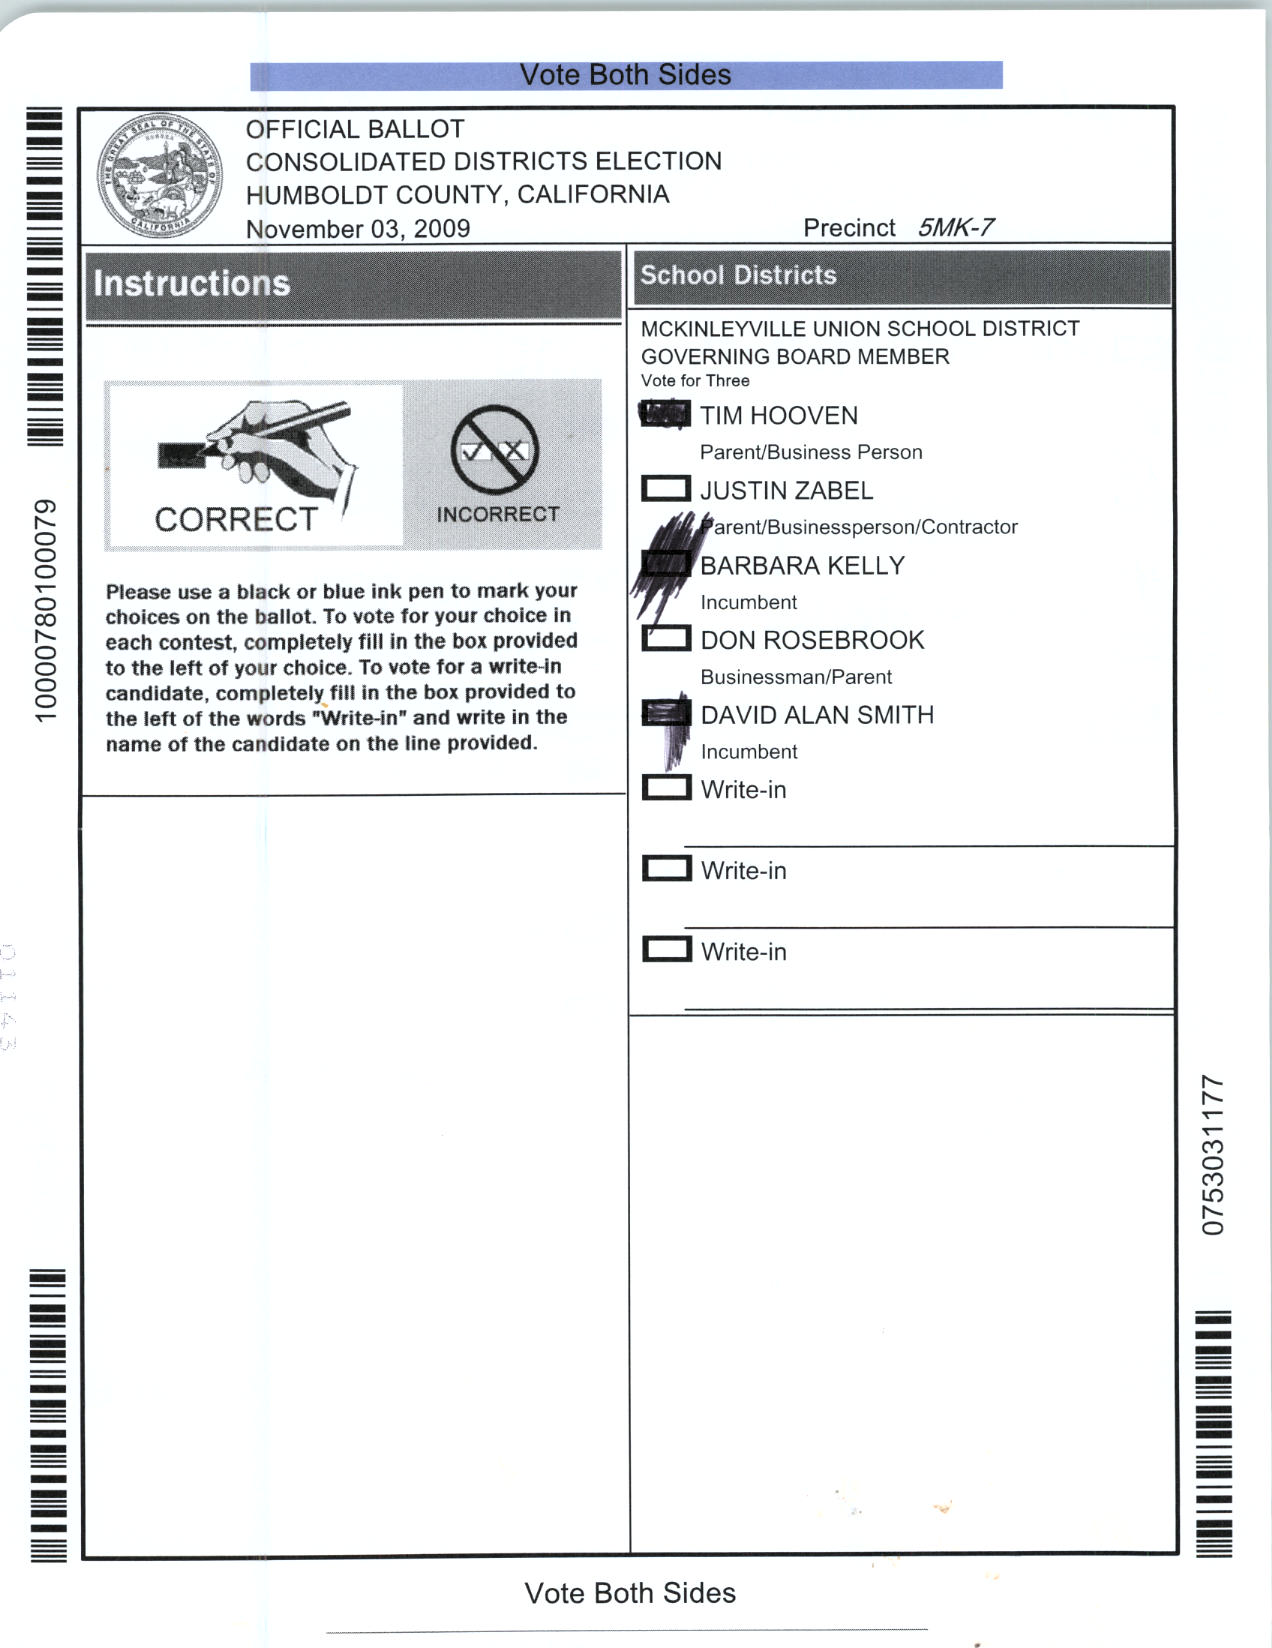 Vote Both Sides
OFFICIAL BALLOT
CONSOLIDATED DISTRICTS ELECTION
HUMBOLDT COUNTY, CALIFORNIA
November 03, 2009
Precinct 5MK-7
THE GREAT SEAL OF THE STATE OF CALIFORNIA
EUREKA
Instructions
CORRECT
INCORRECT
Please use a black or blue ink pen to mark your
choices on the ballot. To vote for your choice in
each contest, completely fill in the box provided
to the left of your choice. To vote for a write-in
candidate, completely fill in the box provided to
the left of the words "Write-in" and write in the
name of the candidate on the line provided.
School Districts
MCKINLEYVILLE UNION SCHOOL DISTRICT
GOVERNING BOARD MEMBER
Vote for Three
TIM HOOVEN
Parent/Business Person
JUSTIN ZABEL
Parent/Businessperson/Contractor
BARBARA KELLY
Incumbent
DON ROSEBROOK
Businessman/Parent
DAVID ALAN SMITH
Incumbent
Write-in
Write-in
Write-in
10000780100079
0753031177
Vote Both Sides